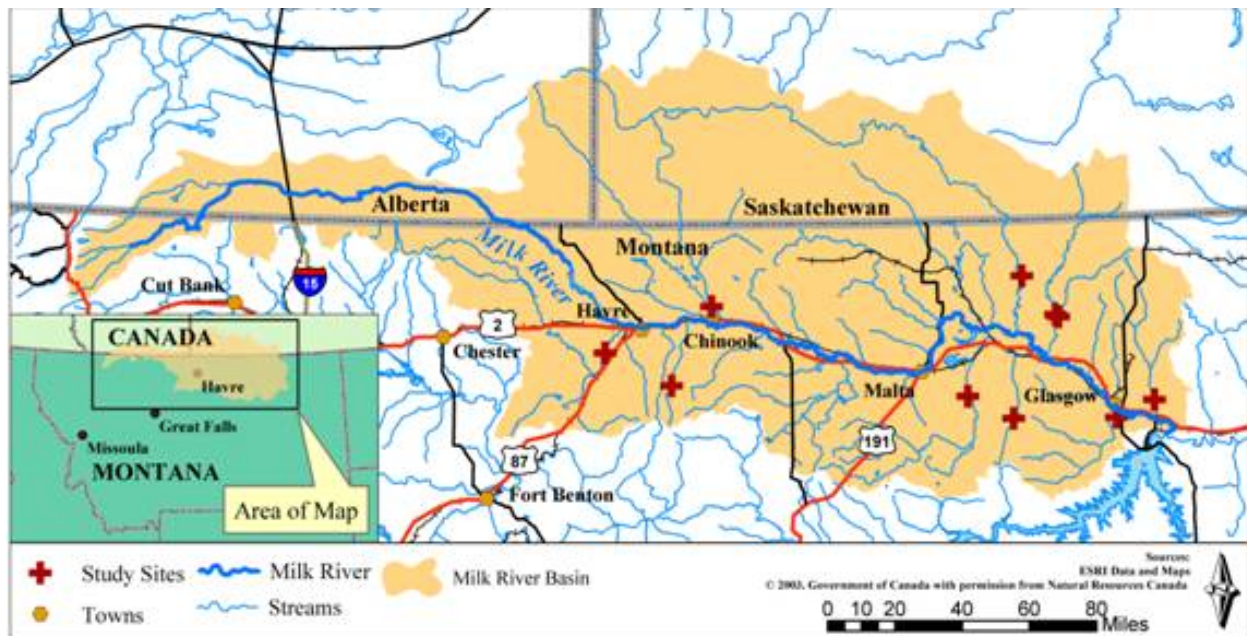 Alberta
Saskatchewan
Milk River
Montana
15
Cut Bank
2
Havre
Chester
Chinook
Malta
Glasgow
191
87
Fort Benton
CANADA
Havre
Great Falls
Missoula
MONTANA
Area of Map
Study Sites
Milk River
Milk River Basin
Towns
Streams
Sources:
ESRI Data and Maps
© 2003. Government of Canada with permission from Natural Resources Canada
0 10 20 40 60 80
Miles